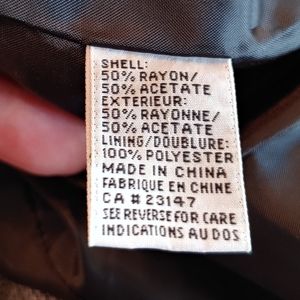 SHELL:
50% RAYON/
50% ACETATE
EXTERIEUR:
50% RAYONNE/
50% ACETATE
LINING/DOUBLURE:
100% POLYESTER
MADE IN CHINA
FABRIQUE EN CHINE
CA # 23147
SEE REVERSE FOR CARE
INDICATIONS AU DOS